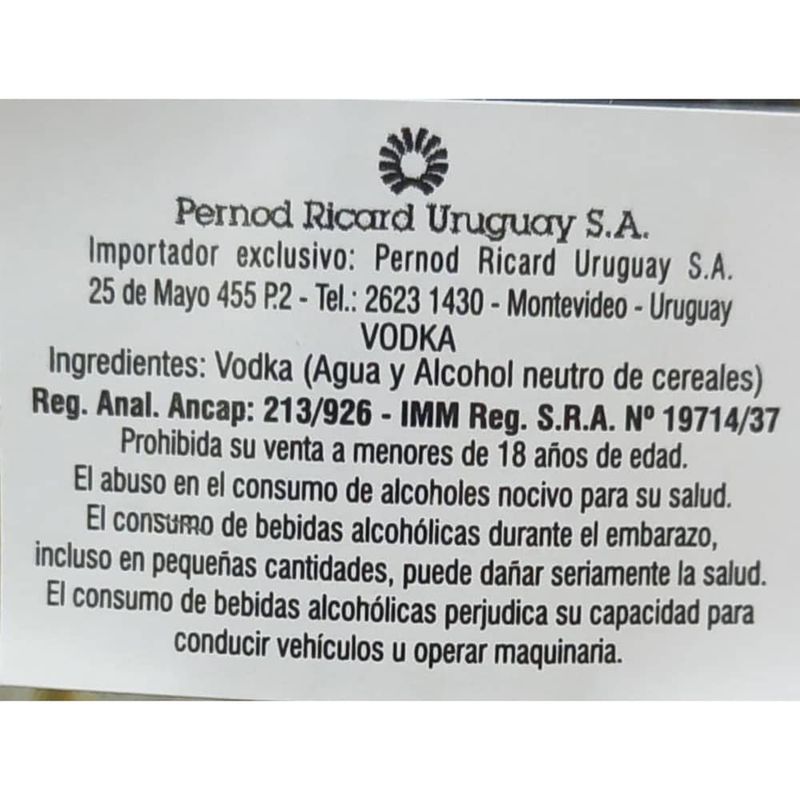 Pernod Ricard Uruguay S.A.
Importador exclusivo: Pernod Ricard Uruguay S.A.
25 de Mayo 455 P.2 - Tel.: 2623 1430 - Montevideo - Uruguay
VODKA
Ingredientes: Vodka (Agua y Alcohol neutro de cereales)
Reg. Anal. Ancap: 213/926 - IMM Reg. S.R.A. Nº 19714/37
Prohibida su venta a menores de 18 años de edad.
El abuso en el consumo de alcoholes nocivo para su salud.
El consumo de bebidas alcohólicas durante el embarazo,
incluso en pequeñas cantidades, puede dañar seriamente la salud.
El consumo de bebidas alcohólicas perjudica su capacidad para
conducir vehículos u operar maquinaria.